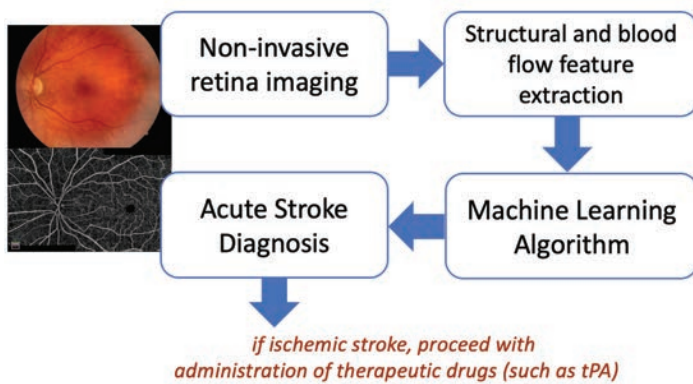 Non-invasive
retina imaging
Structural and blood
flow feature
extraction
Machine Learning
Algorithm
Acute Stroke
Diagnosis
if ischemic stroke, proceed with
administration of therapeutic drugs (such as tPA)